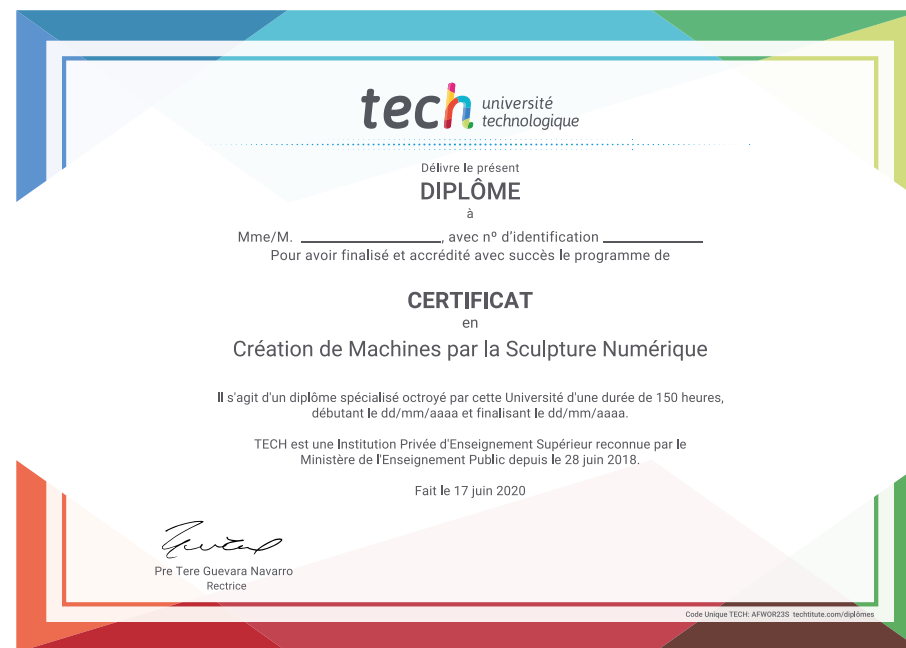 tech université
technologique
Délivre le présent
DIPLÔME
à
Mme/M. ____________________, avec nº d'identification ______________
Pour avoir finalisé et accrédité avec succès le programme de
CERTIFICAT
en
Création de Machines par la Sculpture Numérique
Il s'agit d'un diplôme spécialisé octroyé par cette Université d'une durée de 150 heures,
débutant le dd/mm/aaaa et finalisant le dd/mm/aaaa.
TECH est une Institution Privée d'Enseignement Supérieur reconnue par le
Ministère de l'Enseignement Public depuis le 28 juin 2018.
Fait le 17 juin 2020
Pre Tere Guevara Navarro
Rectrice
Code Unique TECH: AFWOR23S techtitute.com/diplômes